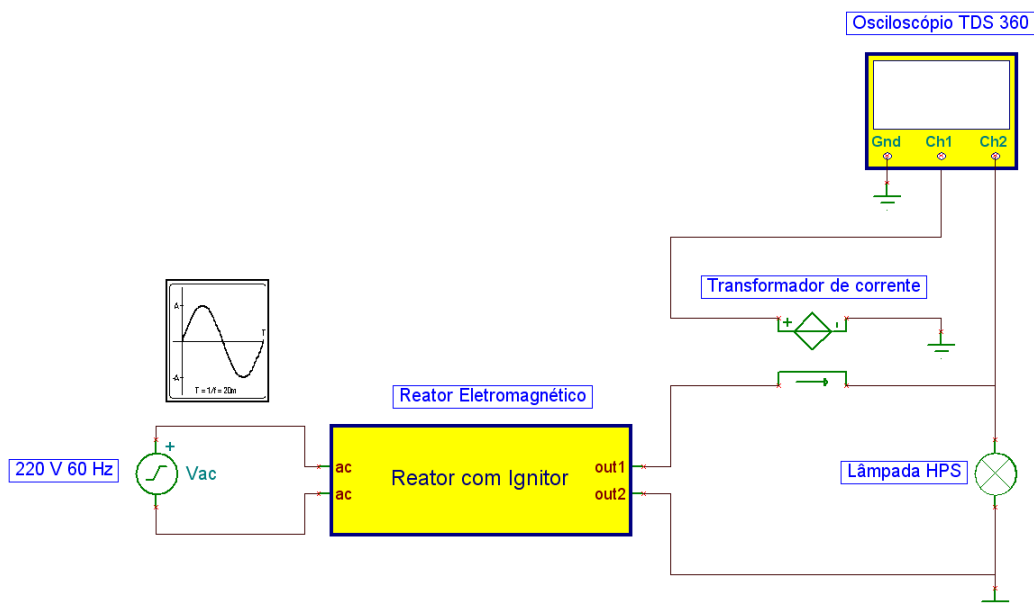 Osciloscópio TDS 360
Gnd Ch1 Ch2
Transformador de corrente
+ -
A
T
-A
T = 1/f = 20m
Reator Eletromagnético
220 V 60 Hz
+
Vac
ac
ac
Reator com Ignitor
out1
out2
Lâmpada HPS